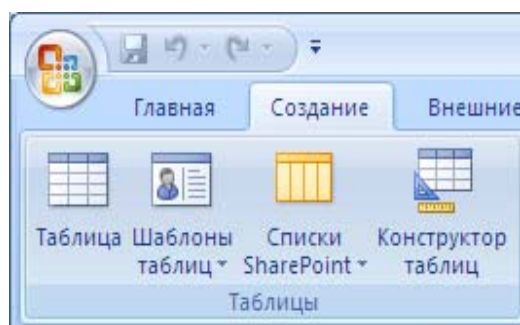 Главная Создание Внешние
Таблица Шаблоны таблиц Списки SharePoint Конструктор таблиц
Таблицы